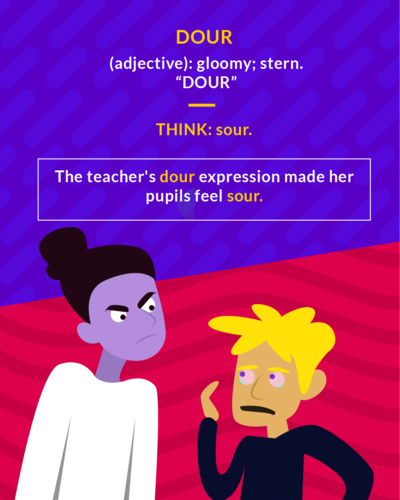 DOUR
(adjective): gloomy; stern.
“DOUR”
THINK: sour.
The teacher's dour expression made her
pupils feel sour.